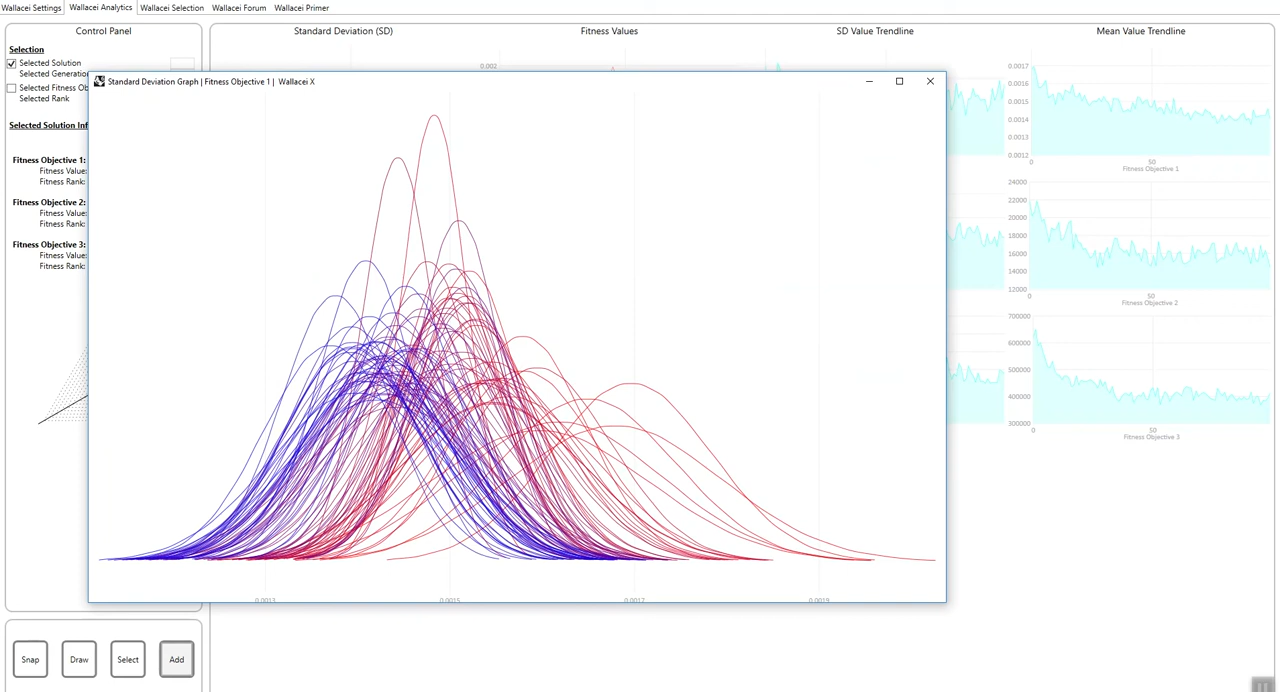 Wallacei Settings Wallacei Analytics Wallacei Selection Wallacei Forum Wallacei Primer
Control Panel
Selection
Selected Solution
Selected Generatio
Selected Fitness Ob
Selected Rank
Selected Solution Inf
Fitness Objective 1:
Fitness Value:
Fitness Rank:
Fitness Objective 2:
Fitness Value:
Fitness Rank:
Fitness Objective 3:
Fitness Value:
Fitness Rank:
Snap Draw Select Add
Standard Deviation (SD) Fitness Values SD Value Trendline Mean Value Trendline
0.002
Standard Deviation Graph | Fitness Objective 1 | Wallacei X
0.0013 0.0015 0.0017 0.0019
0.0017
0.0016
0.0015
0.0014
0.0013
0.0012
0 50
Fitness Objective 1
24000
22000
20000
18000
16000
14000
12000
0 50
Fitness Objective 2
700000
600000
500000
400000
300000
0 50
Fitness Objective 3